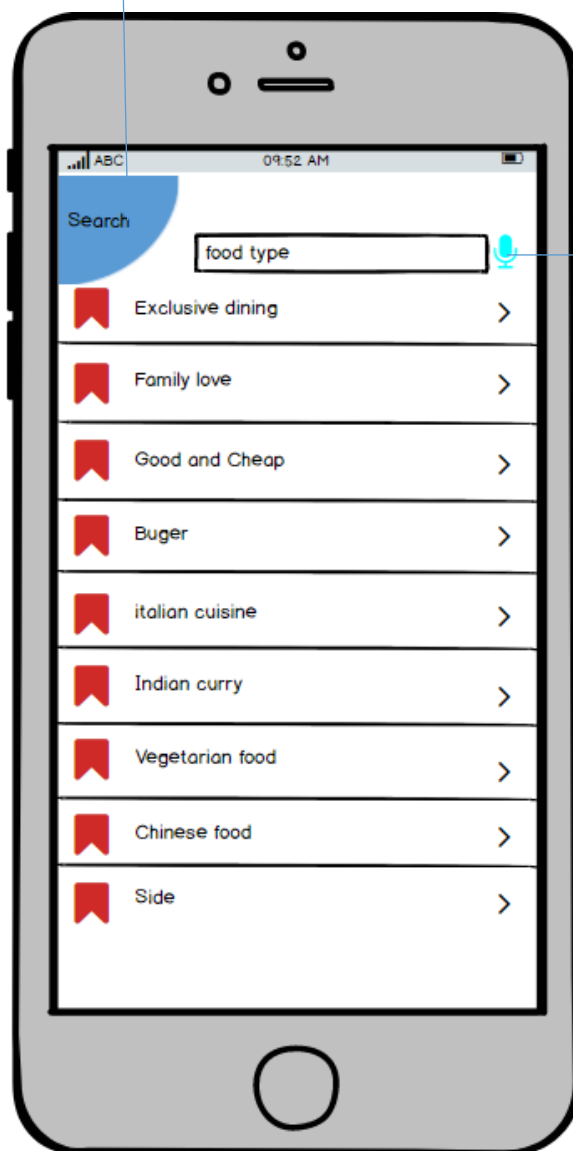 ABC 09:52 AM
Search
food type
Exclusive dining
Family love
Good and Cheap
Buger
italian cuisine
Indian curry
Vegetarian food
Chinese food
Side